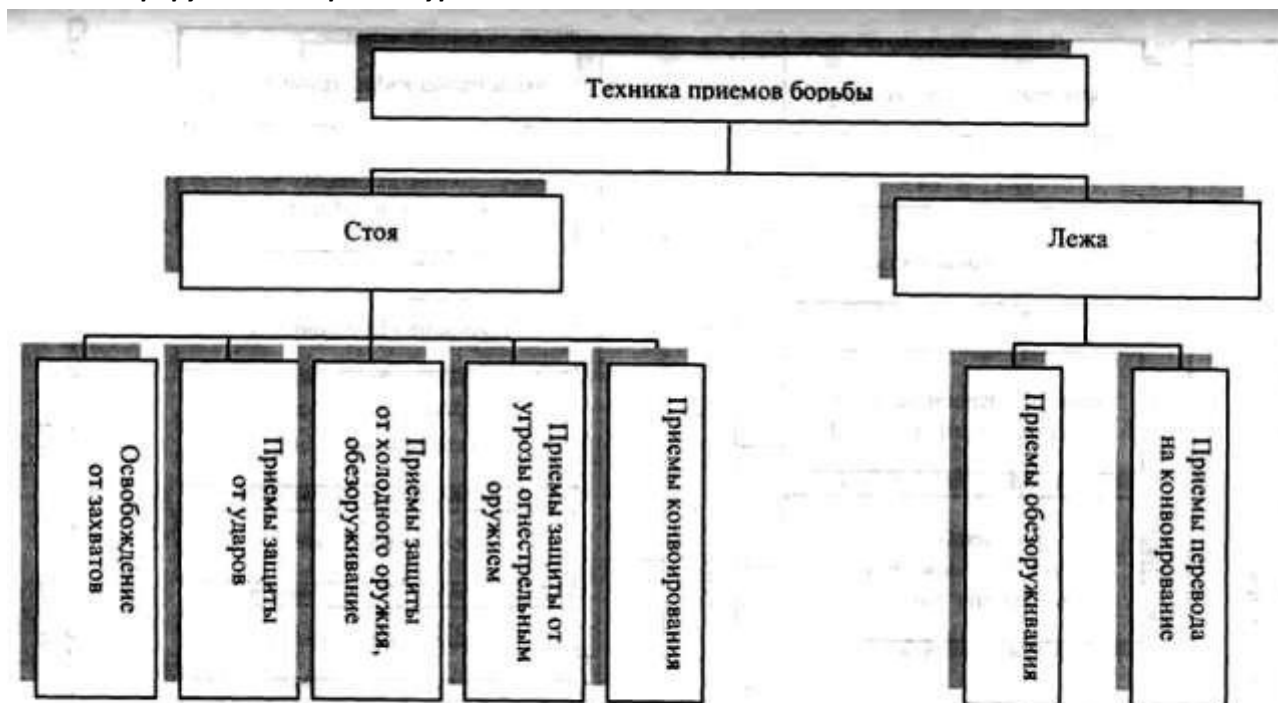 Техника приемов борьбы
Стоя
Лежа
Освобождение
от захватов
Приемы защиты
от ударов
Приемы защиты
от холодного оружия,
обезоруживание
Приемы защиты от
угрозы огнестрельным
оружием
Приемы конвоирования
Приемы обезоруживания
Приемы перевода
на конвоирование